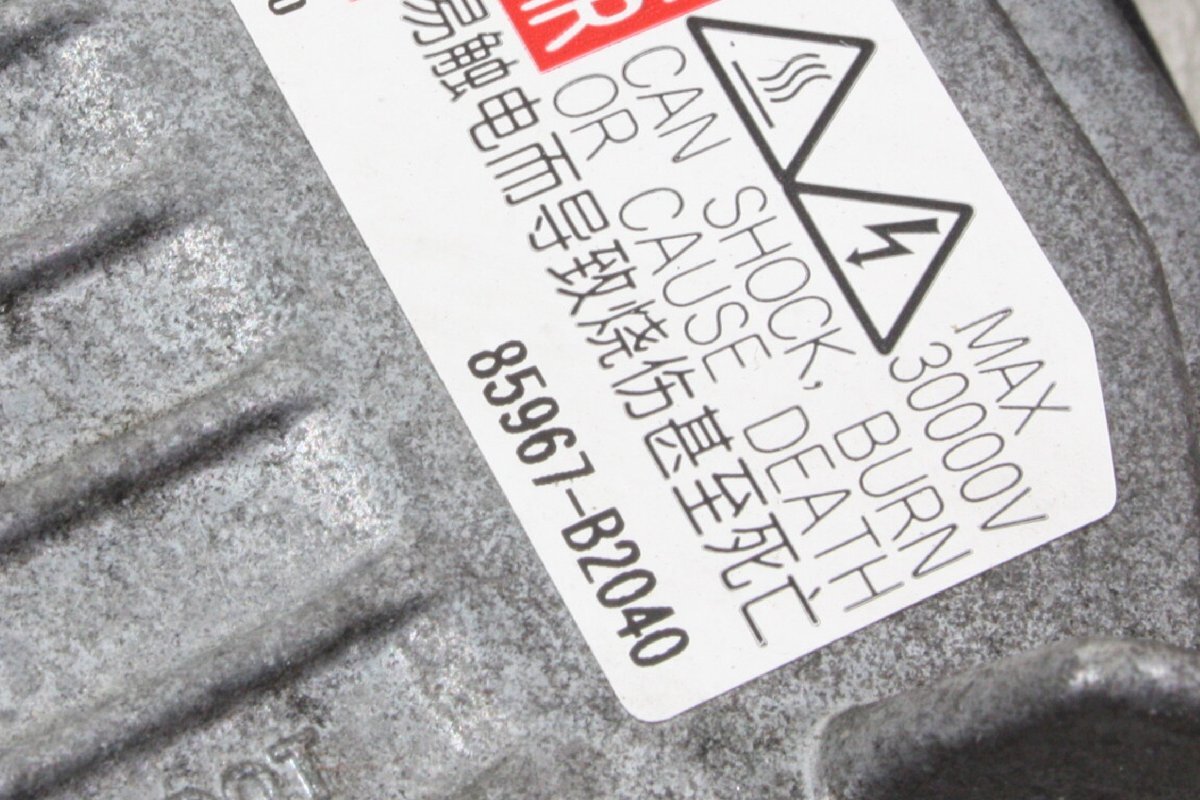 MAX
30000V
CAN SHOCK, BURN
OR CAUSE DEATH
易触电而导致烧伤甚至死亡
85967-B2040